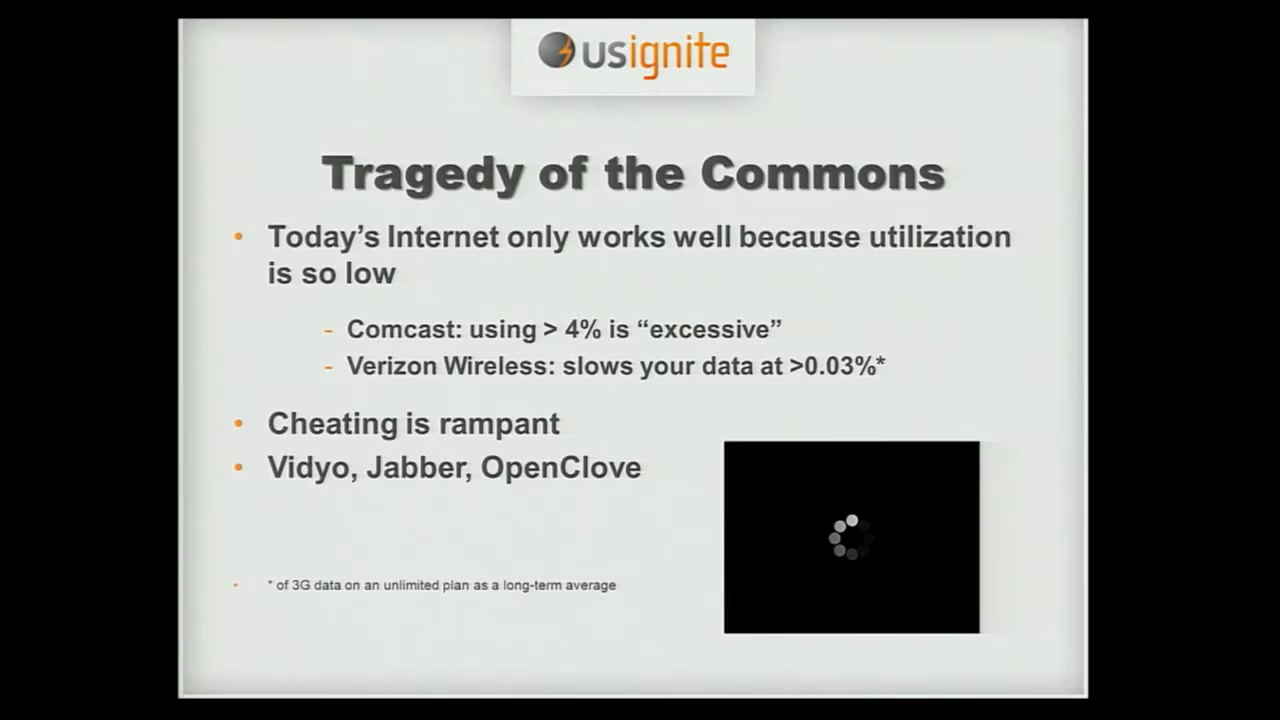 usignite
Tragedy of the Commons
• Today's Internet only works well because utilization
is so low
- Comcast: using > 4% is “excessive”
- Verizon Wireless: slows your data at >0.03%*
• Cheating is rampant
• Vidyo, Jabber, OpenClove
• * of 3G data on an unlimited plan as a long-term average